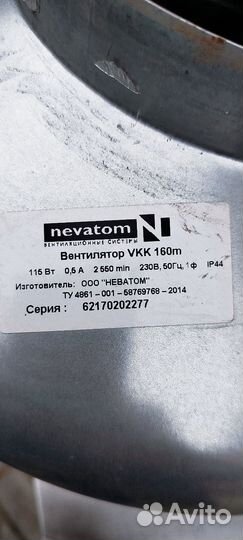 nevatom N
ВЕНТИЛЯЦИОННЫЕ СИСТЕМЫ
Вентилятор VKK 160m
115 Вт 0,5 А 2 550 min 230В, 50Гц, 1ф IP44
Изготовитель: ООО "НЕВАТОМ"
ТУ 4861-001-58769768-2014
Серия : 62170202277
Avito